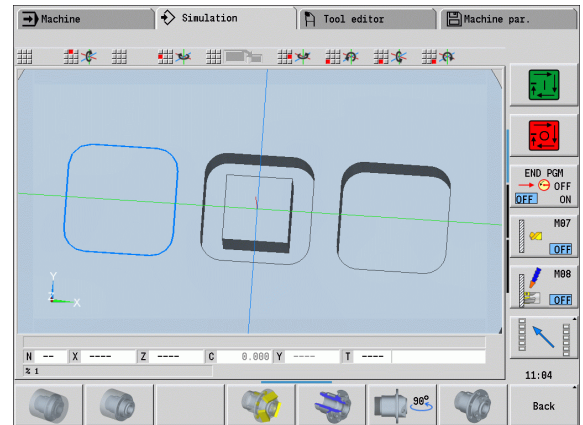 Machine Simulation Tool editor Machine par.
END PGM
OFF
OFF ON
M07
OFF
M08
OFF
Y
X
N -- X ---- Z ---- C 0.000 Y ---- T ----
% 1
11:04
90° Back